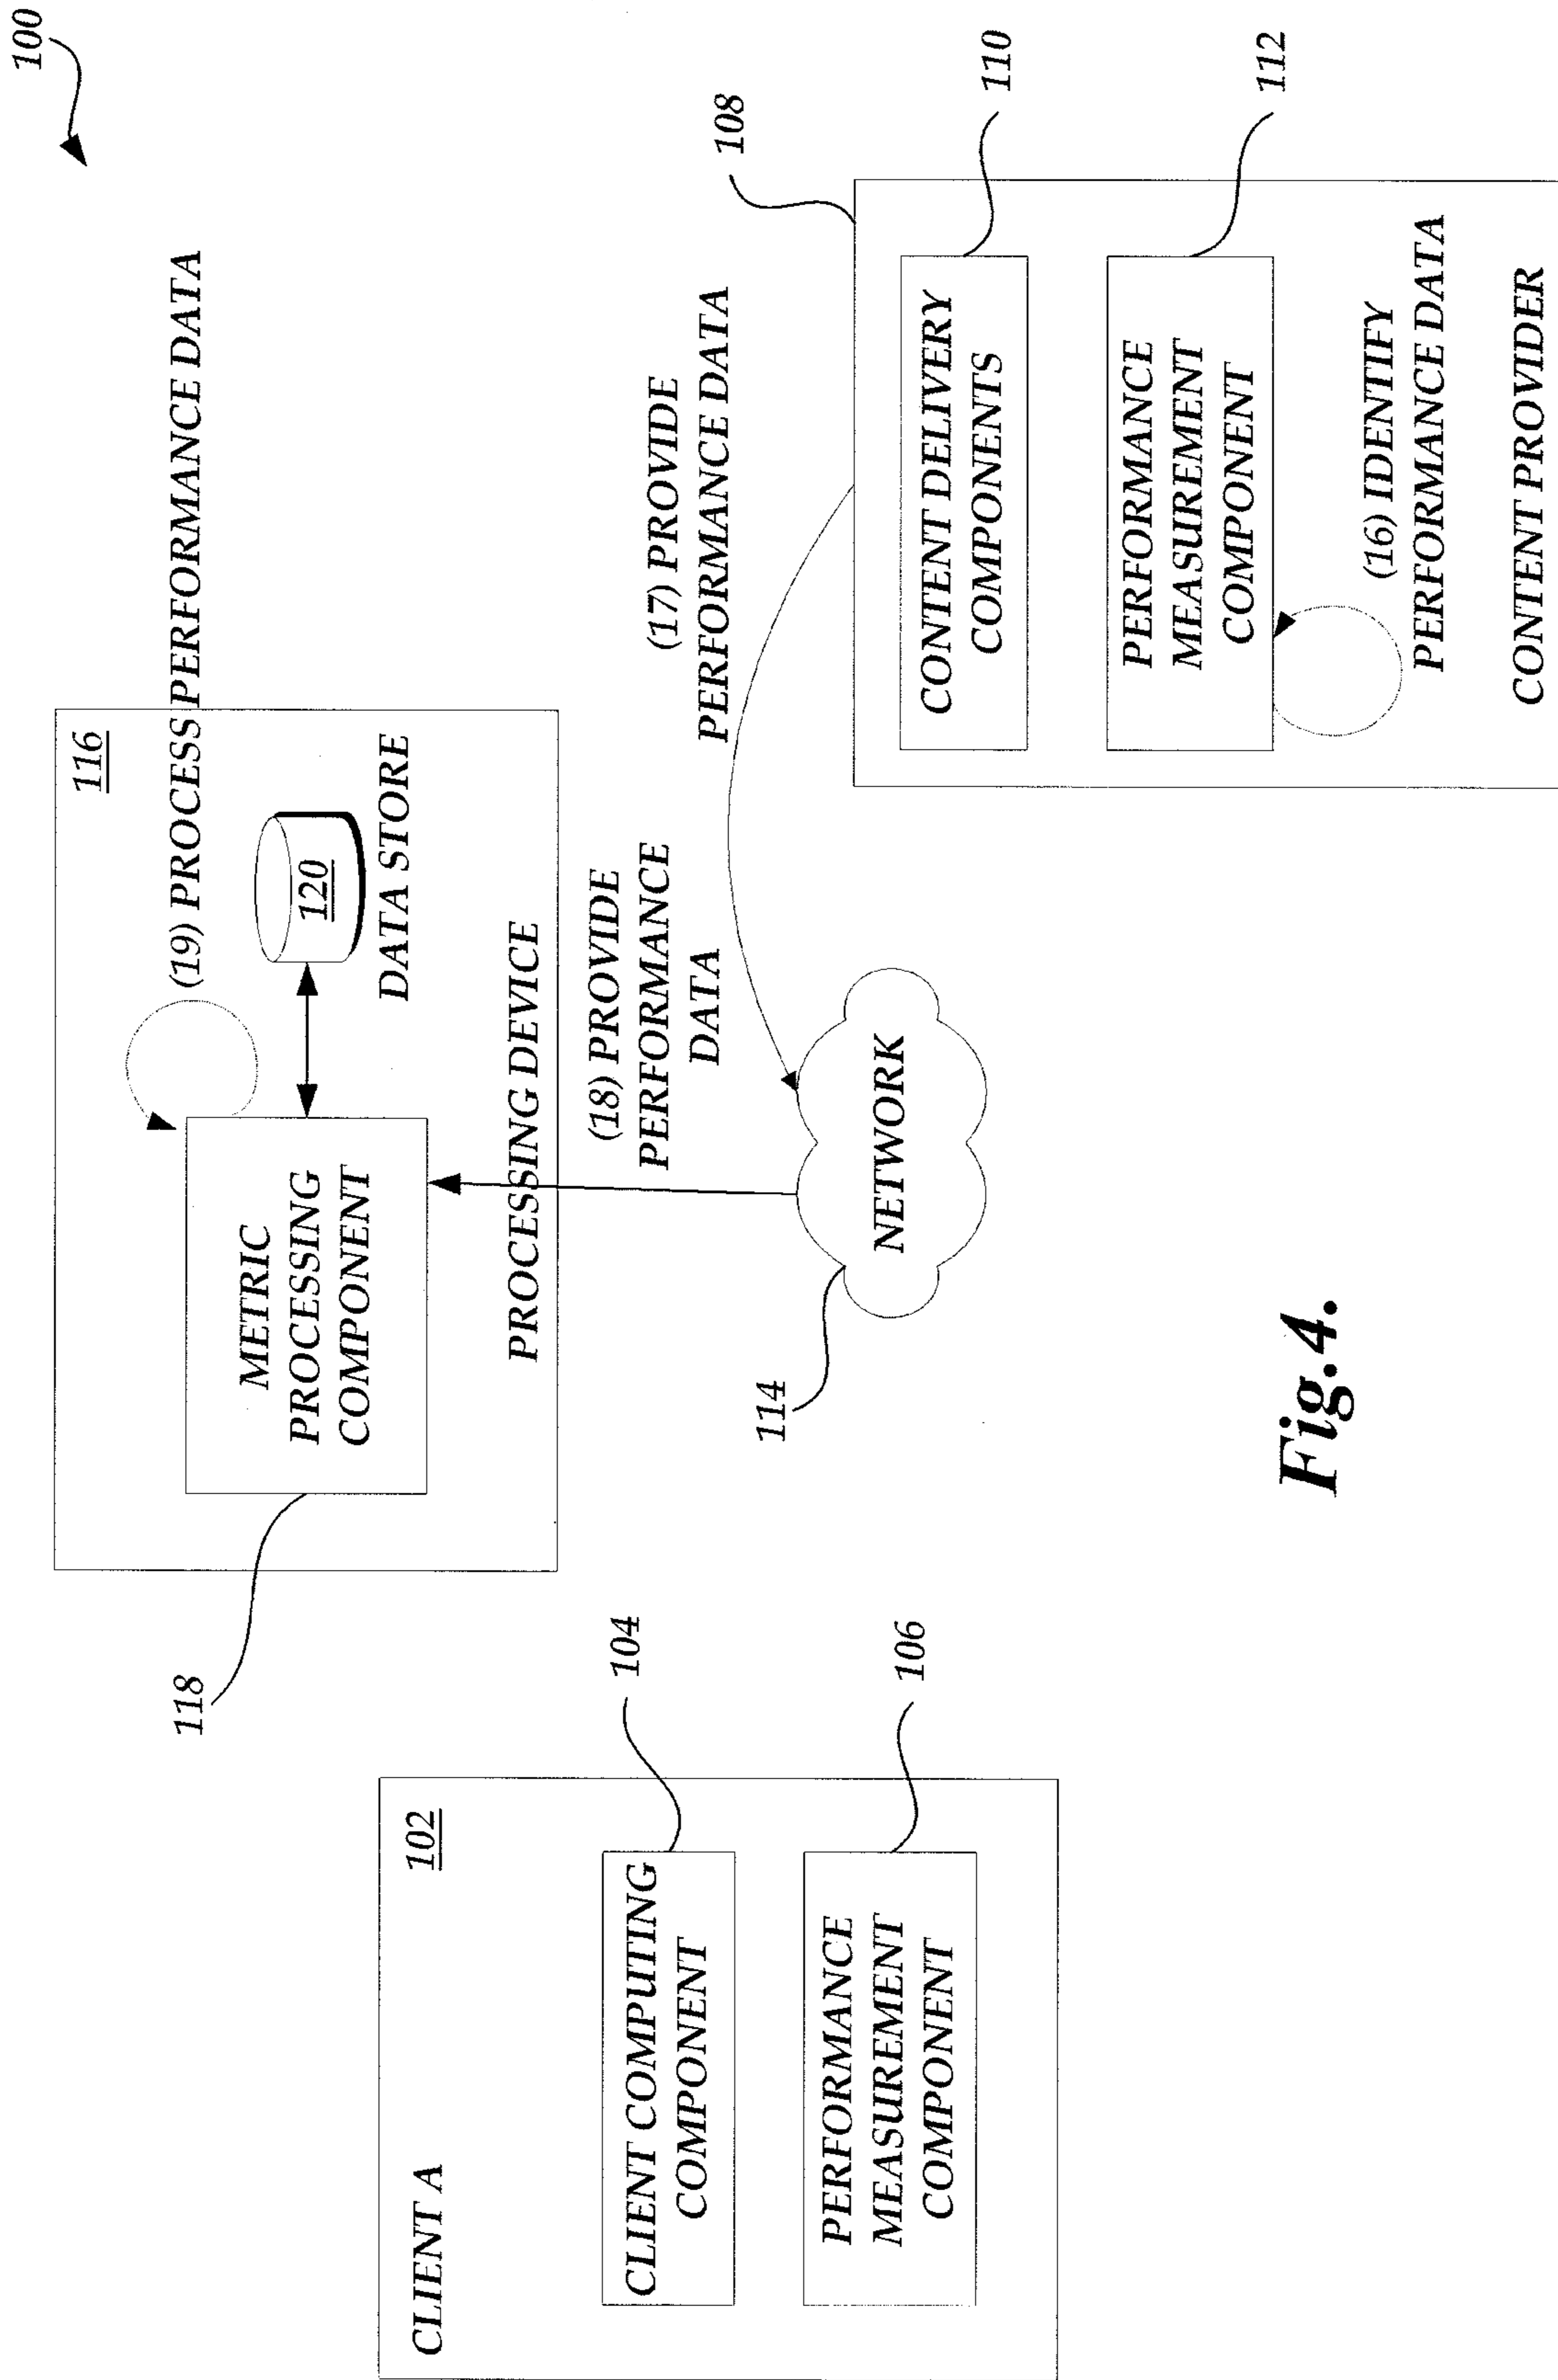 100
116
(19) PROCESS PERFORMANCE DATA
METRIC
PROCESSING
COMPONENT
120
DATA STORE
PROCESSING DEVICE
118
CLIENT A
102
CLIENT COMPUTING
COMPONENT
104
PERFORMANCE
MEASUREMENT
COMPONENT
106
(18) PROVIDE
PERFORMANCE
DATA
(17) PROVIDE
PERFORMANCE DATA
NETWORK
114
108
CONTENT DELIVERY
COMPONENTS
110
PERFORMANCE
MEASUREMENT
COMPONENT
112
(16) IDENTIFY
PERFORMANCE DATA
CONTENT PROVIDER
Fig.4.